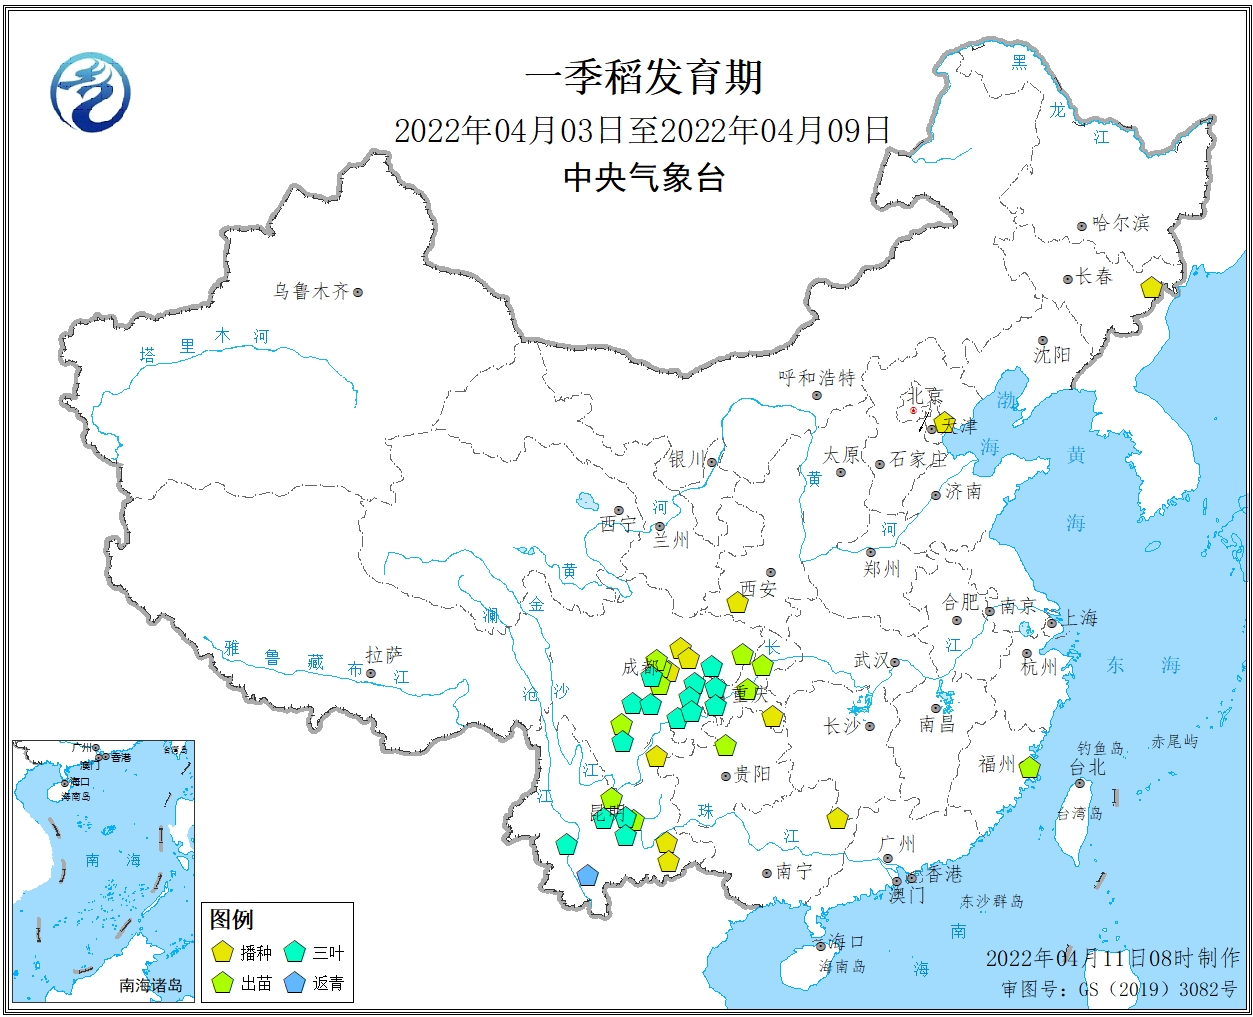 一季稻发育期
2022年04月03日至2022年04月09日
中央气象台
黑
龙
江
哈尔滨
长春
沈阳
乌鲁木齐
塔 里 木 河
呼和浩特
北京
天津
渤
海
黄
海
银川
太原
石家庄
济南
黄
河
西宁
兰州
河
黄
郑州
西安
澜
金
沧
沙
江
江
合肥
南京
上海
杭州
东 海
长
江
武汉
成都
重庆
雅 鲁 藏 布 江
拉萨
长沙
南昌
贵阳
福州
钓鱼岛
赤尾屿
台北
台湾岛
昆明
珠
江
广州
南宁
香港
澳门
东沙群岛
南
海
海口
海南岛
广州
香港
澳门
台湾岛
海口
海南岛
南 海
南海诸岛
图例
播种
三叶
出苗
返青
2022年04月11日08时制作
审图号：GS（2019）3082号